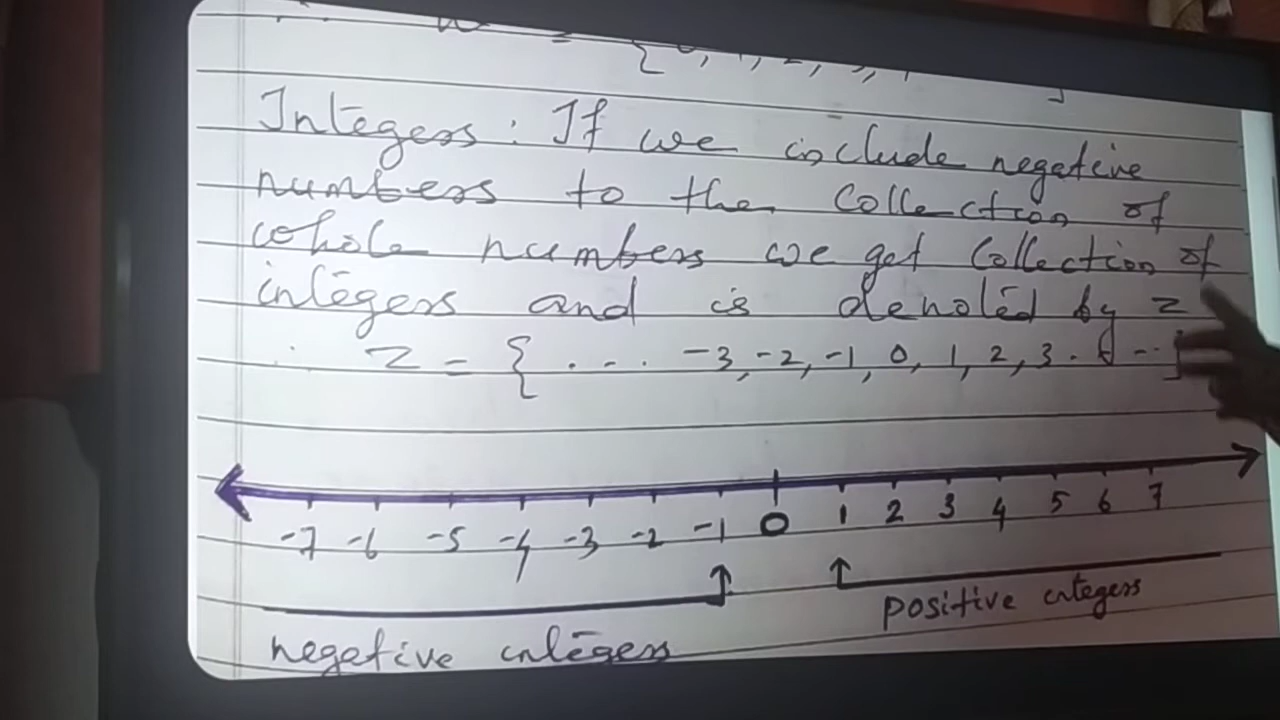 Integers : If we include negative
numbers to the collection of
whole numbers we get collection of
integers and is denoted by Z
Z = { . . . . -3, -2, -1, 0, 1, 2, 3 . . . . }
-7 -6 -5 -4 -3 -2 -1 0 1 2 3 4 5 6 7
positive integers
negative integers